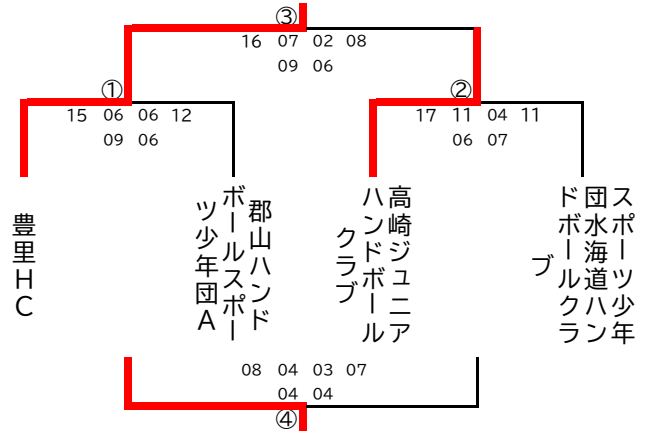 ③
16 07 02 08
09 06
①
15 06 06 12
09 06
②
17 11 04 11
06 07
豊里HC
郡山ハンド
ボールスポー
ツ少年団A
高崎ジュニア
ハンドボール
クラブ
スポーツ少年
団水海道ハン
ドボールクラ
ブ
08 04 03 07
04 04
④